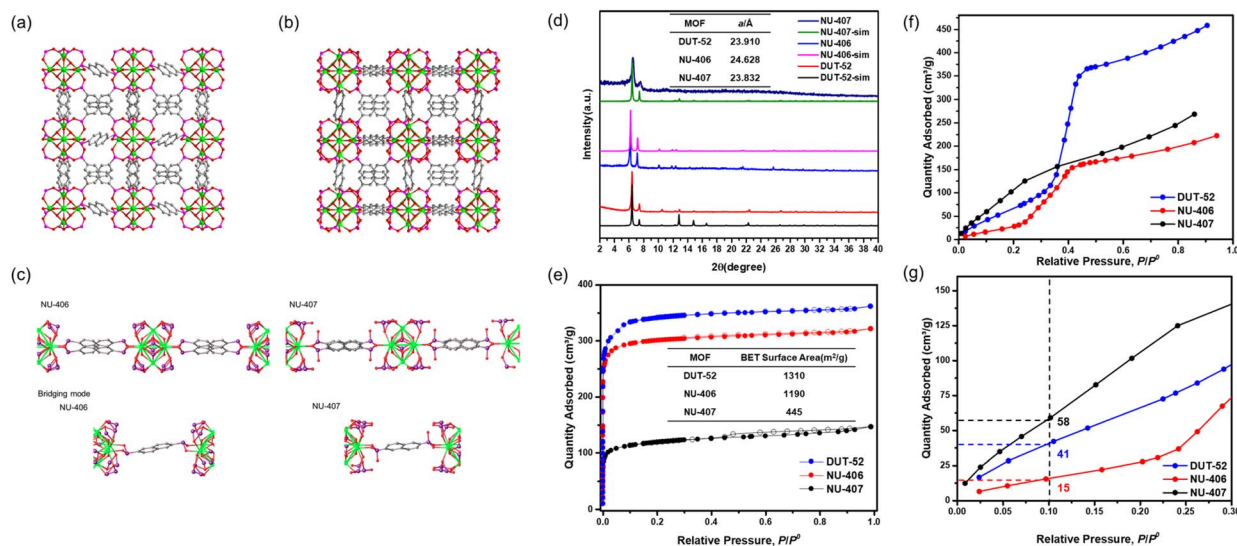 (a)
(b)
(c)
NU-406
NU-407
Bridging mode
NU-406
NU-407
(d)
MOF a/Å
DUT-52 23.910
NU-406 24.628
NU-407 23.832
NU-407
NU-407-sim
NU-406
NU-406-sim
DUT-52
DUT-52-sim
Intensity(a.u.)
2 4 6 8 10 12 14 16 18 20 22 24 26 28 30 32 34 36 38 40
2θ(degree)
(e)
400
300
200
100
0
Quantity Adsorbed (cm³/g)
MOF BET Surface Area(m²/g)
DUT-52 1310
NU-406 1190
NU-407 445
DUT-52
NU-406
NU-407
0.0 0.2 0.4 0.6 0.8 1.0
Relative Pressure, P/P⁰
(f)
500
450
400
350
300
250
200
150
100
50
0
Quantity Adsorbed (cm³/g)
DUT-52
NU-406
NU-407
0.0 0.2 0.4 0.6 0.8 1.0
Relative Pressure, P/P⁰
(g)
150
125
100
75
50
25
0
Quantity Adsorbed (cm³/g)
58
41
15
DUT-52
NU-406
NU-407
0.00 0.05 0.10 0.15 0.20 0.25 0.30
Relative Pressure, P/P⁰